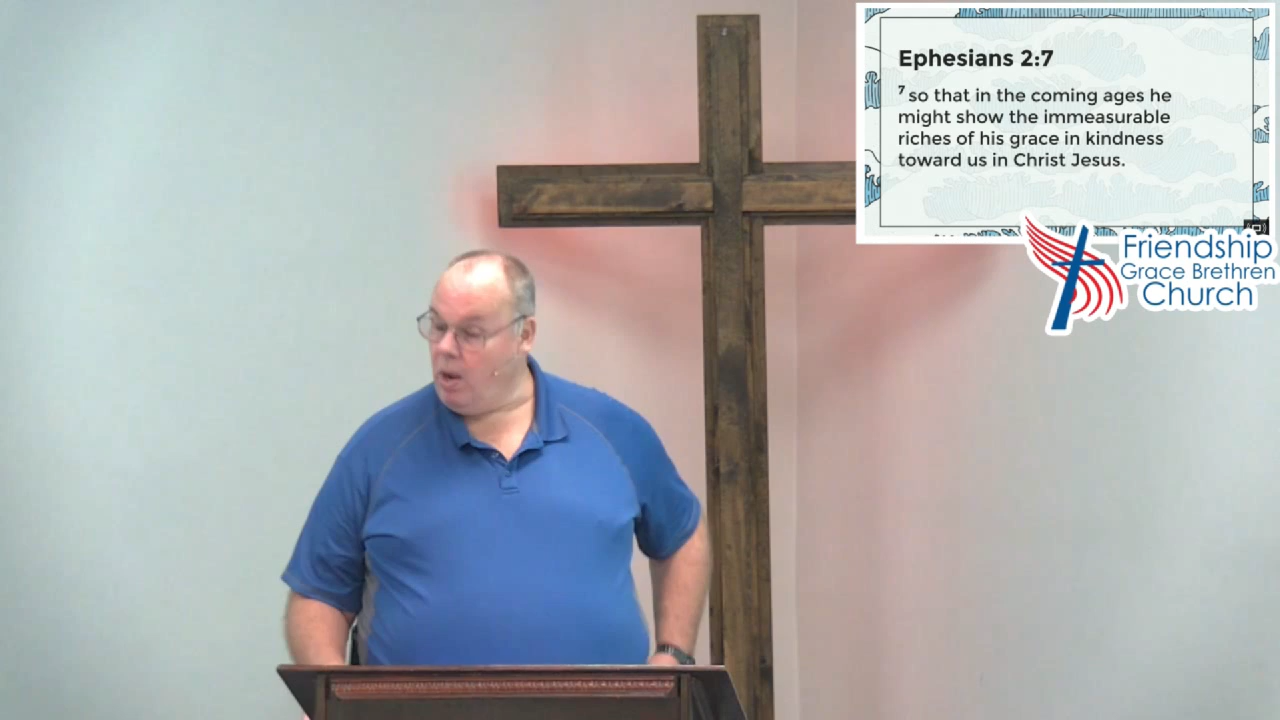 Ephesians 2:7
7 so that in the coming ages he
might show the immeasurable
riches of his grace in kindness
toward us in Christ Jesus.
Friendship
Grace Brethren
Church